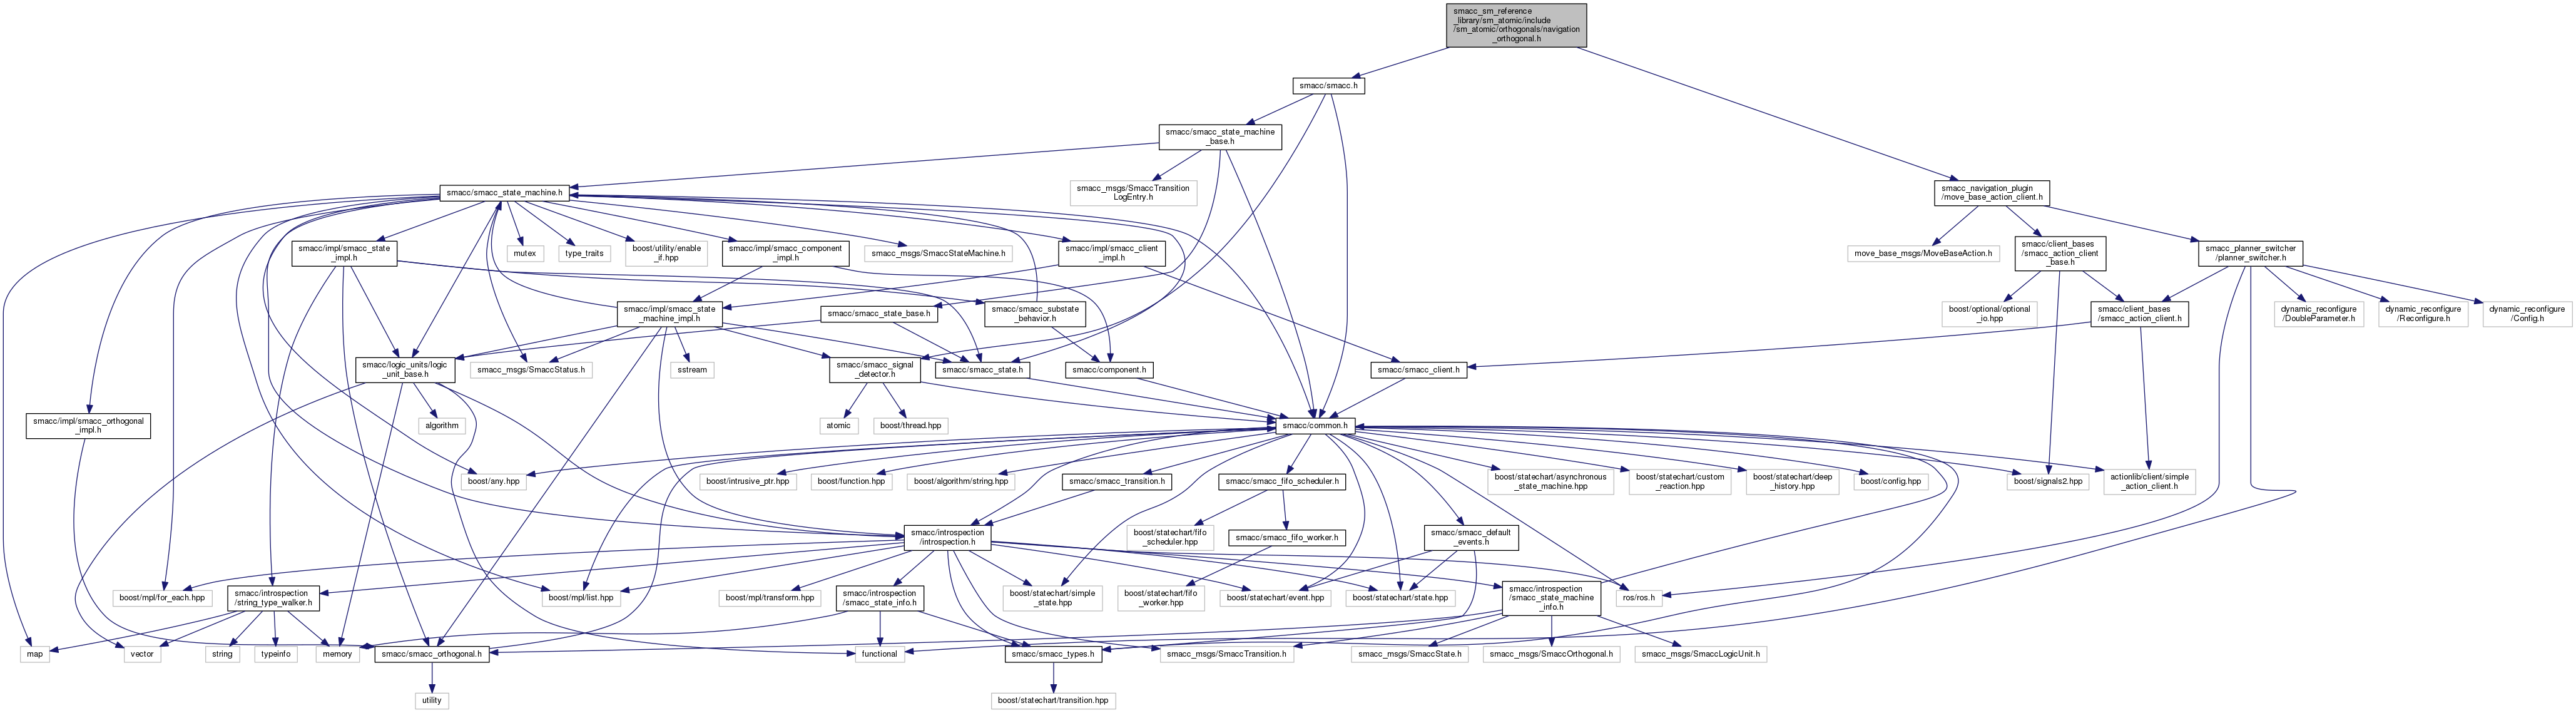 smacc_sm_reference
_library/sm_atomic/include
/sm_atomic/orthogonals/navigation
_orthogonal.h
smacc/smacc.h
smacc/smacc_state_machine
_base.h
smacc/smacc_state_machine.h
smacc_msgs/SmaccTransition
LogEntry.h
smacc_navigation_plugin
/move_base_action_client.h
smacc/impl/smacc_state
_impl.h
mutex
type_traits
boost/utility/enable
_if.hpp
smacc/impl/smacc_component
_impl.h
smacc_msgs/SmaccStateMachine.h
smacc/impl/smacc_client
_impl.h
move_base_msgs/MoveBaseAction.h
smacc/client_bases
/smacc_action_client
_base.h
smacc_planner_switcher
/planner_switcher.h
smacc/impl/smacc_state
_machine_impl.h
smacc/smacc_state_base.h
smacc/smacc_substate
_behavior.h
boost/optional/optional
_io.hpp
smacc/client_bases
/smacc_action_client.h
dynamic_reconfigure
/DoubleParameter.h
dynamic_reconfigure
/Reconfigure.h
dynamic_reconfigure
/Config.h
smacc/logic_units/logic
_unit_base.h
smacc_msgs/SmaccStatus.h
sstream
smacc/smacc_signal
_detector.h
smacc/smacc_state.h
smacc/component.h
smacc/smacc_client.h
smacc/impl/smacc_orthogonal
_impl.h
algorithm
atomic
boost/thread.hpp
smacc/common.h
boost/any.hpp
boost/intrusive_ptr.hpp
boost/function.hpp
boost/algorithm/string.hpp
smacc/smacc_transition.h
smacc/smacc_fifo_scheduler.h
boost/statechart/asynchronous
_state_machine.hpp
boost/statechart/custom
_reaction.hpp
boost/statechart/deep
_history.hpp
boost/config.hpp
boost/signals2.hpp
actionlib/client/simple
_action_client.h
smacc/introspection
/introspection.h
boost/statechart/fifo
_scheduler.hpp
smacc/smacc_fifo_worker.h
smacc/smacc_default
_events.h
boost/mpl/for_each.hpp
smacc/introspection
/string_type_walker.h
boost/mpl/list.hpp
boost/mpl/transform.hpp
smacc/introspection
/smacc_state_info.h
boost/statechart/simple
_state.hpp
boost/statechart/fifo
_worker.hpp
boost/statechart/event.hpp
boost/statechart/state.hpp
smacc/introspection
/smacc_state_machine
_info.h
ros/ros.h
map
vector
string
typeinfo
memory
smacc/smacc_orthogonal.h
functional
smacc/smacc_types.h
smacc_msgs/SmaccTransition.h
smacc_msgs/SmaccState.h
smacc_msgs/SmaccOrthogonal.h
smacc_msgs/SmaccLogicUnit.h
utility
boost/statechart/transition.hpp